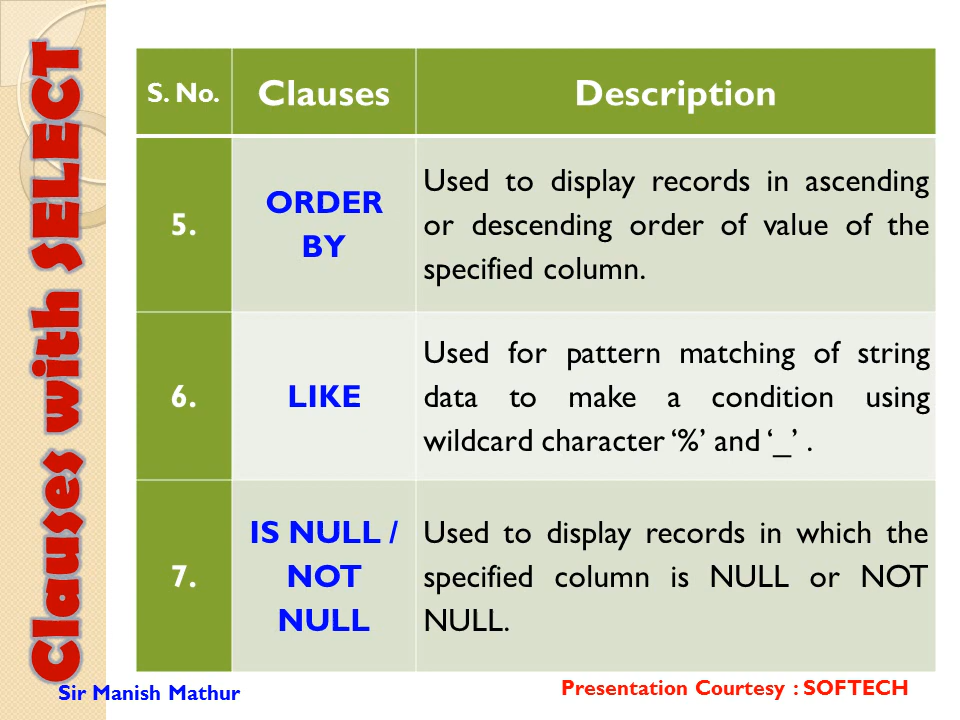 Clauses with SELECT
S. No.
Clauses
Description
5.
ORDER
BY
Used to display records in ascending
or descending order of value of the
specified column.
6.
LIKE
Used for pattern matching of string
data to make a condition using
wildcard character ‘%’ and ‘_’ .
7.
IS NULL /
NOT
NULL
Used to display records in which the
specified column is NULL or NOT
NULL.
Sir Manish Mathur
Presentation Courtesy : SOFTECH